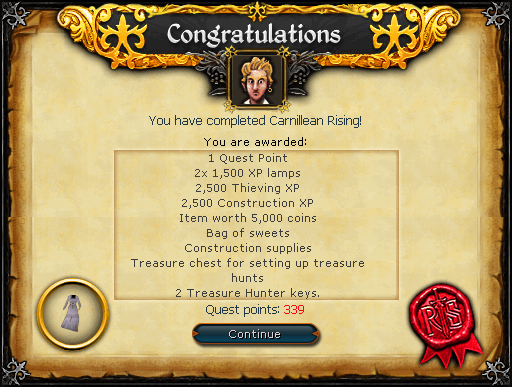 Congratulations
You have completed Carnillean Rising!
You are awarded:
1 Quest Point
2x 1,500 XP lamps
2,500 Thieving XP
2,500 Construction XP
Item worth 5,000 coins
Bag of sweets
Construction supplies
Treasure chest for setting up treasure
hunts
2 Treasure Hunter keys.
Quest points: 339
Continue